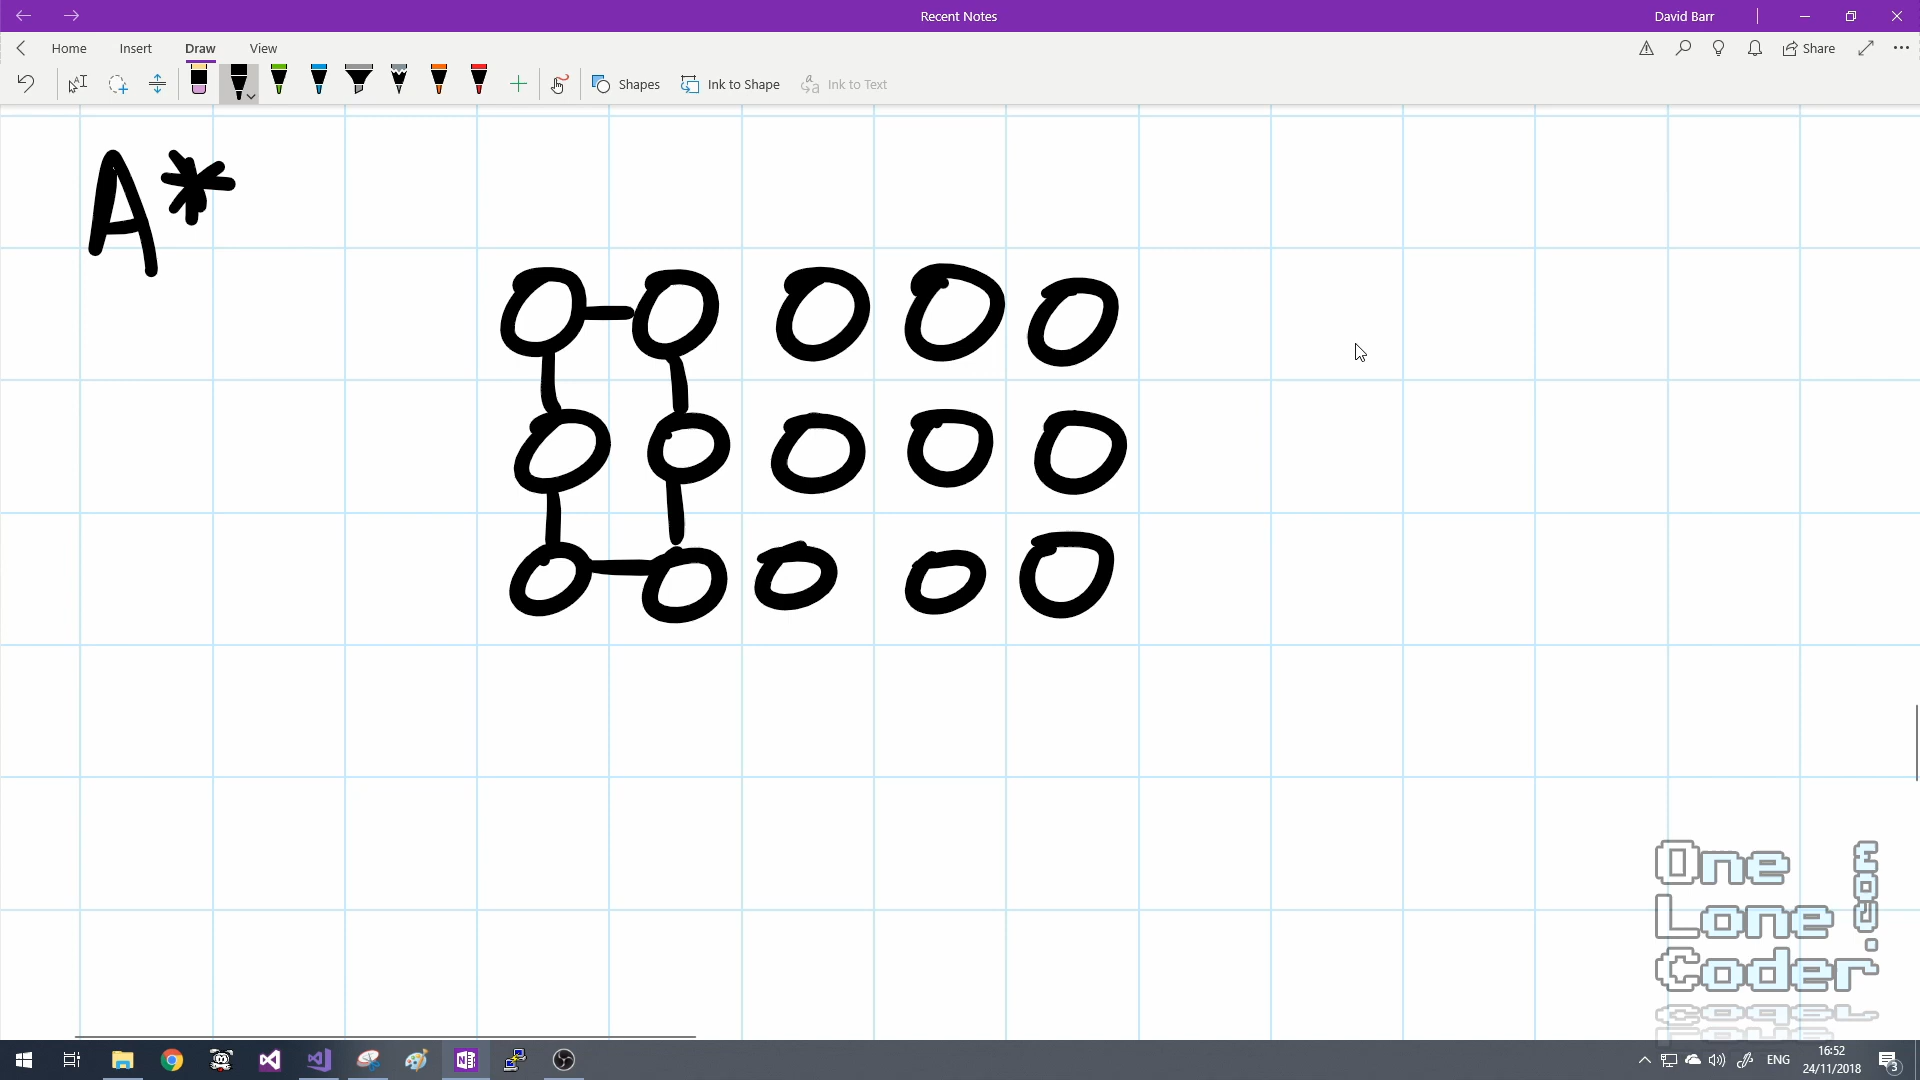 Recent Notes
David Barr
Home Insert Draw View
Share
Shapes
Ink to Shape
Ink to Text
A*
One
Lone
Coder
.com
ENG
16:52
24/11/2018
3